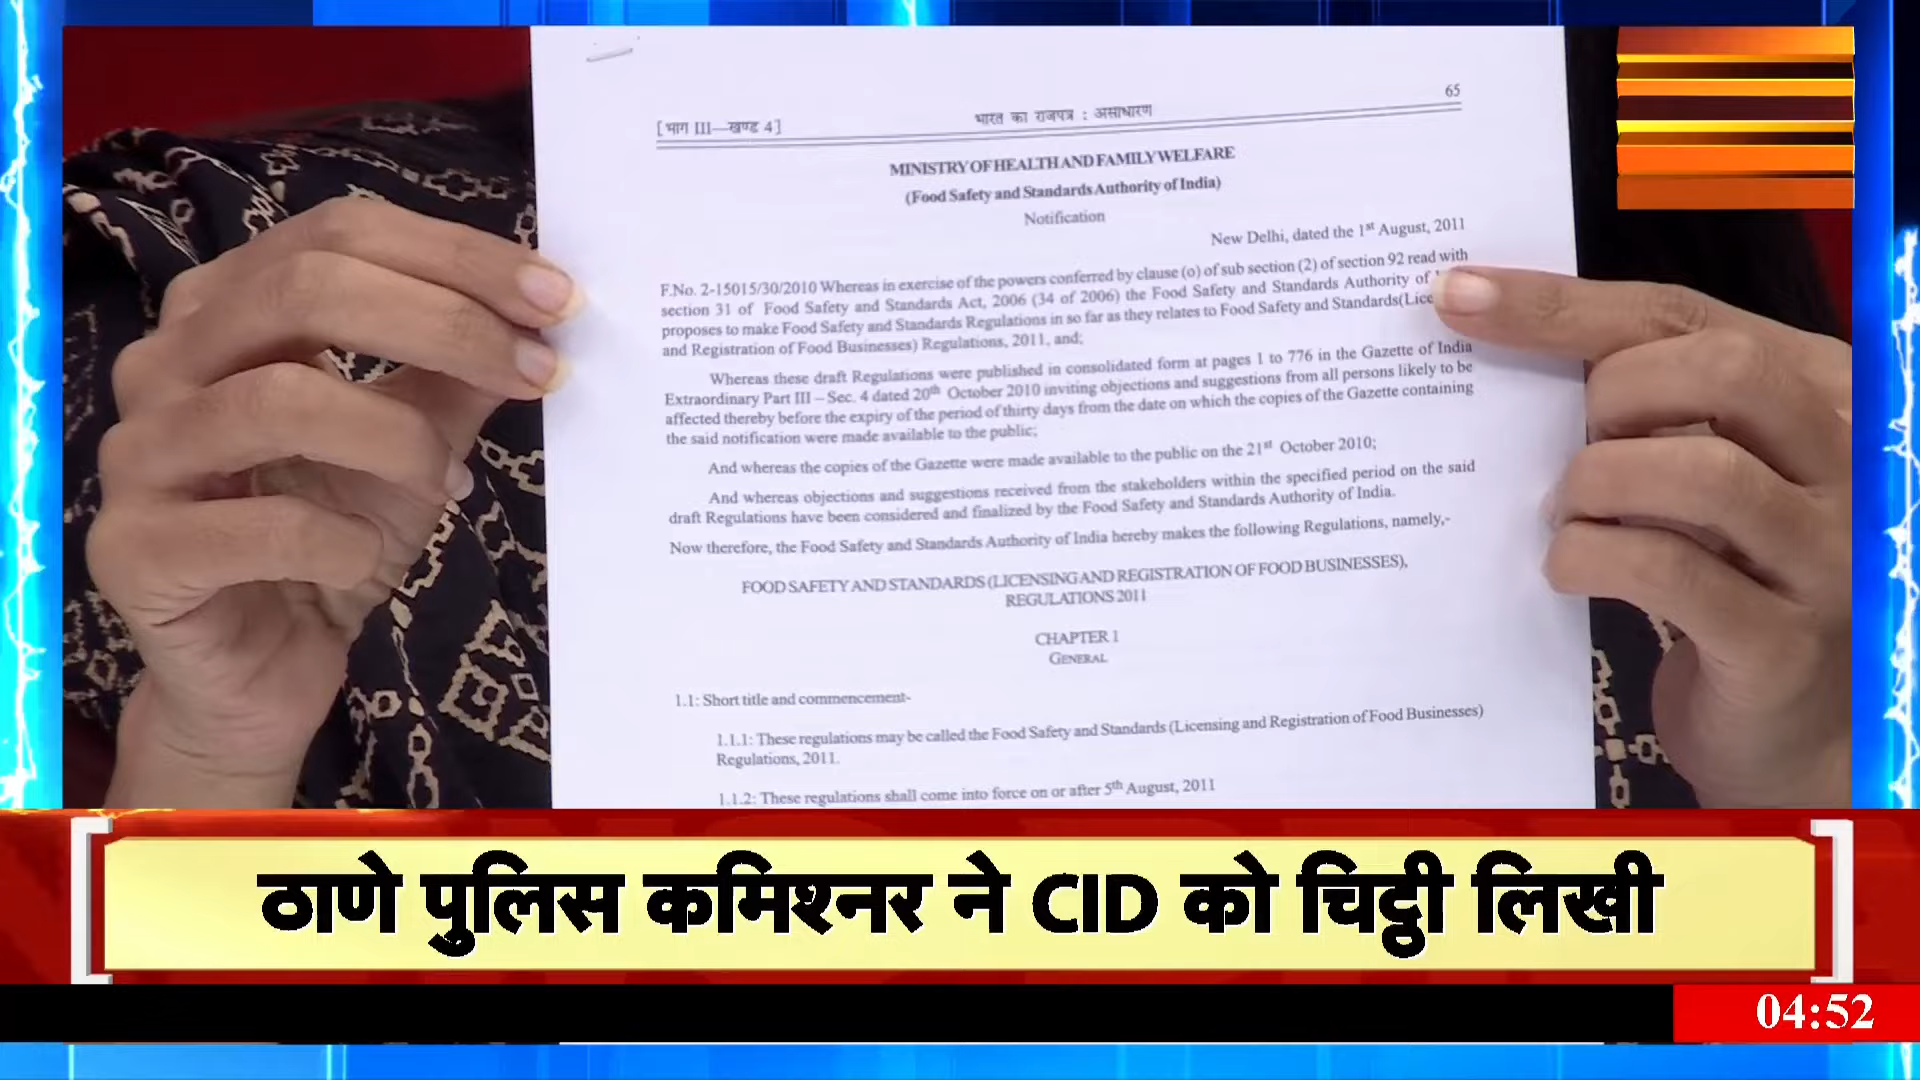 [भाग III—खण्ड 4]
भारत का राजपत्र : असाधारण
65
MINISTRY OF HEALTH AND FAMILY WELFARE
(Food Safety and Standards Authority of India)
Notification
New Delhi, dated the 1st August, 2011
F.No. 2-15015/30/2010 Whereas in exercise of the powers conferred by clause (o) of sub section (2) of section 92 read with
section 31 of Food Safety and Standards Act, 2006 (34 of 2006) the Food Safety and Standards Authority of
proposes to make Food Safety and Standards Regulations in so far as they relates to Food Safety and Standards(Lice
and Registration of Food Businesses) Regulations, 2011, and;
Whereas these draft Regulations were published in consolidated form at pages 1 to 776 in the Gazette of India
Extraordinary Part III – Sec. 4 dated 20th October 2010 inviting objections and suggestions from all persons likely to be
affected thereby before the expiry of the period of thirty days from the date on which the copies of the Gazette containing
the said notification were made available to the public;
And whereas the copies of the Gazette were made available to the public on the 21st October 2010;
And whereas objections and suggestions received from the stakeholders within the specified period on the said
draft Regulations have been considered and finalized by the Food Safety and Standards Authority of India.
Now therefore, the Food Safety and Standards Authority of India hereby makes the following Regulations, namely,-
FOOD SAFETY AND STANDARDS (LICENSING AND REGISTRATION OF FOOD BUSINESSES),
REGULATIONS 2011
CHAPTER 1
GENERAL
1.1: Short title and commencement-
1.1.1: These regulations may be called the Food Safety and Standards (Licensing and Registration of Food Businesses)
Regulations, 2011.
1.1.2: These regulations shall come into force on or after 5th August, 2011
ठाणे पुलिस कमिश्नर ने CID को चिट्ठी लिखी
04:52